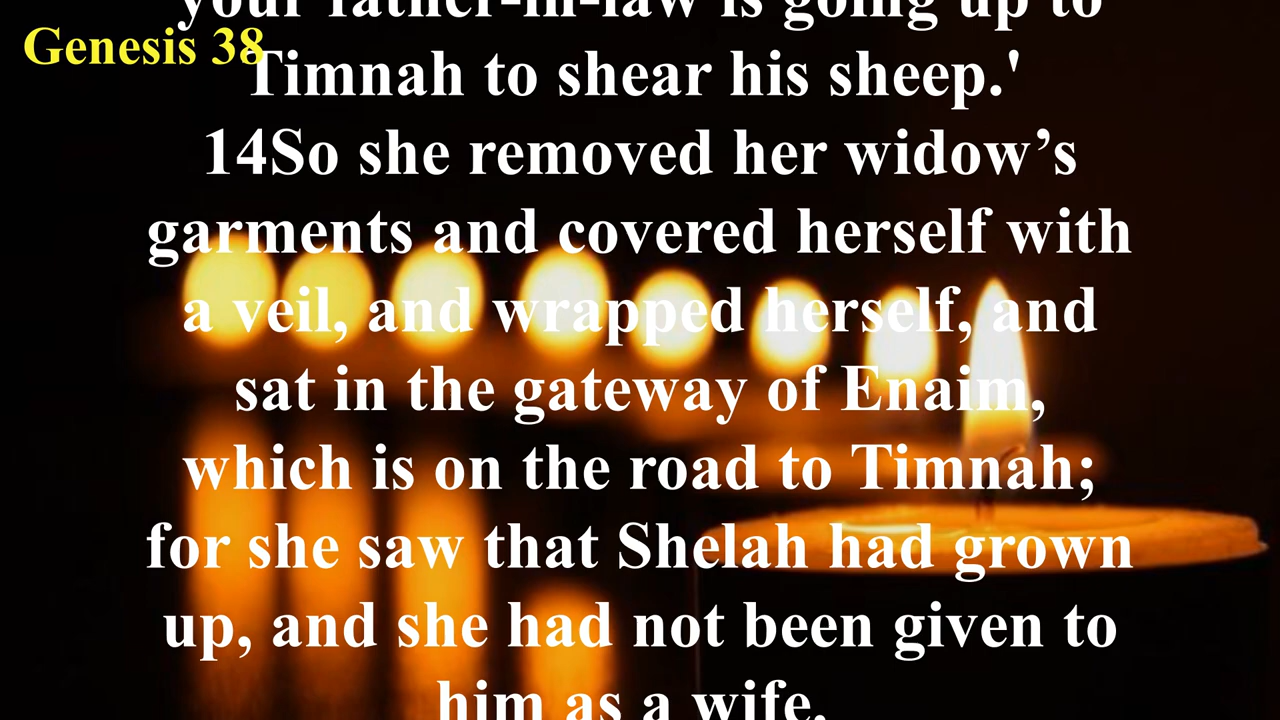 your father-in-law is going up to
Genesis 38
Timnah to shear his sheep.'
14So she removed her widow’s
garments and covered herself with
a veil, and wrapped herself, and
sat in the gateway of Enaim,
which is on the road to Timnah;
for she saw that Shelah had grown
up, and she had not been given to
him as a wife.